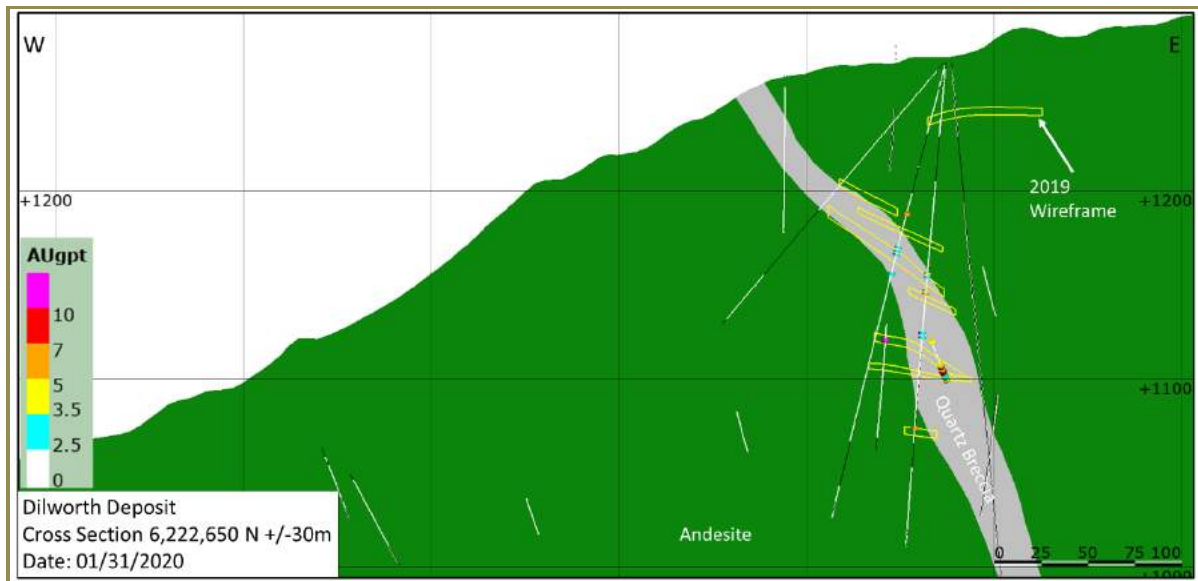 W
E
+1200
+1200
2019
Wireframe
AUgpt
10
7
5
3.5
2.5
0
+1100
Quartz Breccia
Andesite
Dilworth Deposit
Cross Section 6,222,650 N +/-30m
Date: 01/31/2020
0 25 50 75 100